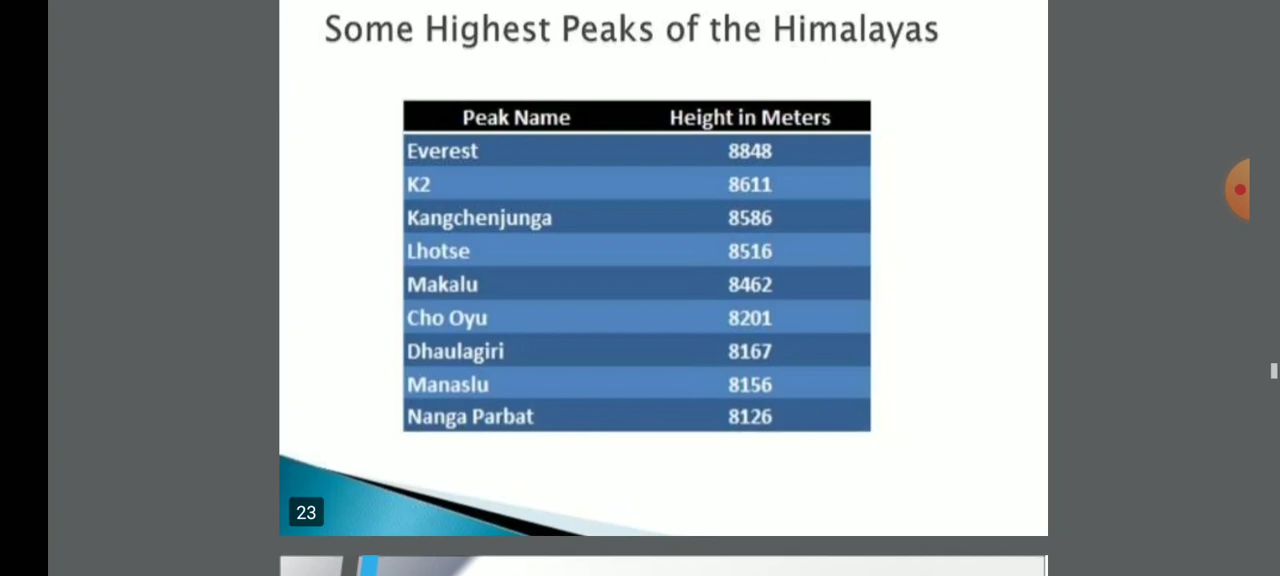 Some Highest Peaks of the Himalayas
Peak Name Height in Meters
Everest 8848
K2 8611
Kangchenjunga 8586
Lhotse 8516
Makalu 8462
Cho Oyu 8201
Dhaulagiri 8167
Manaslu 8156
Nanga Parbat 8126
23